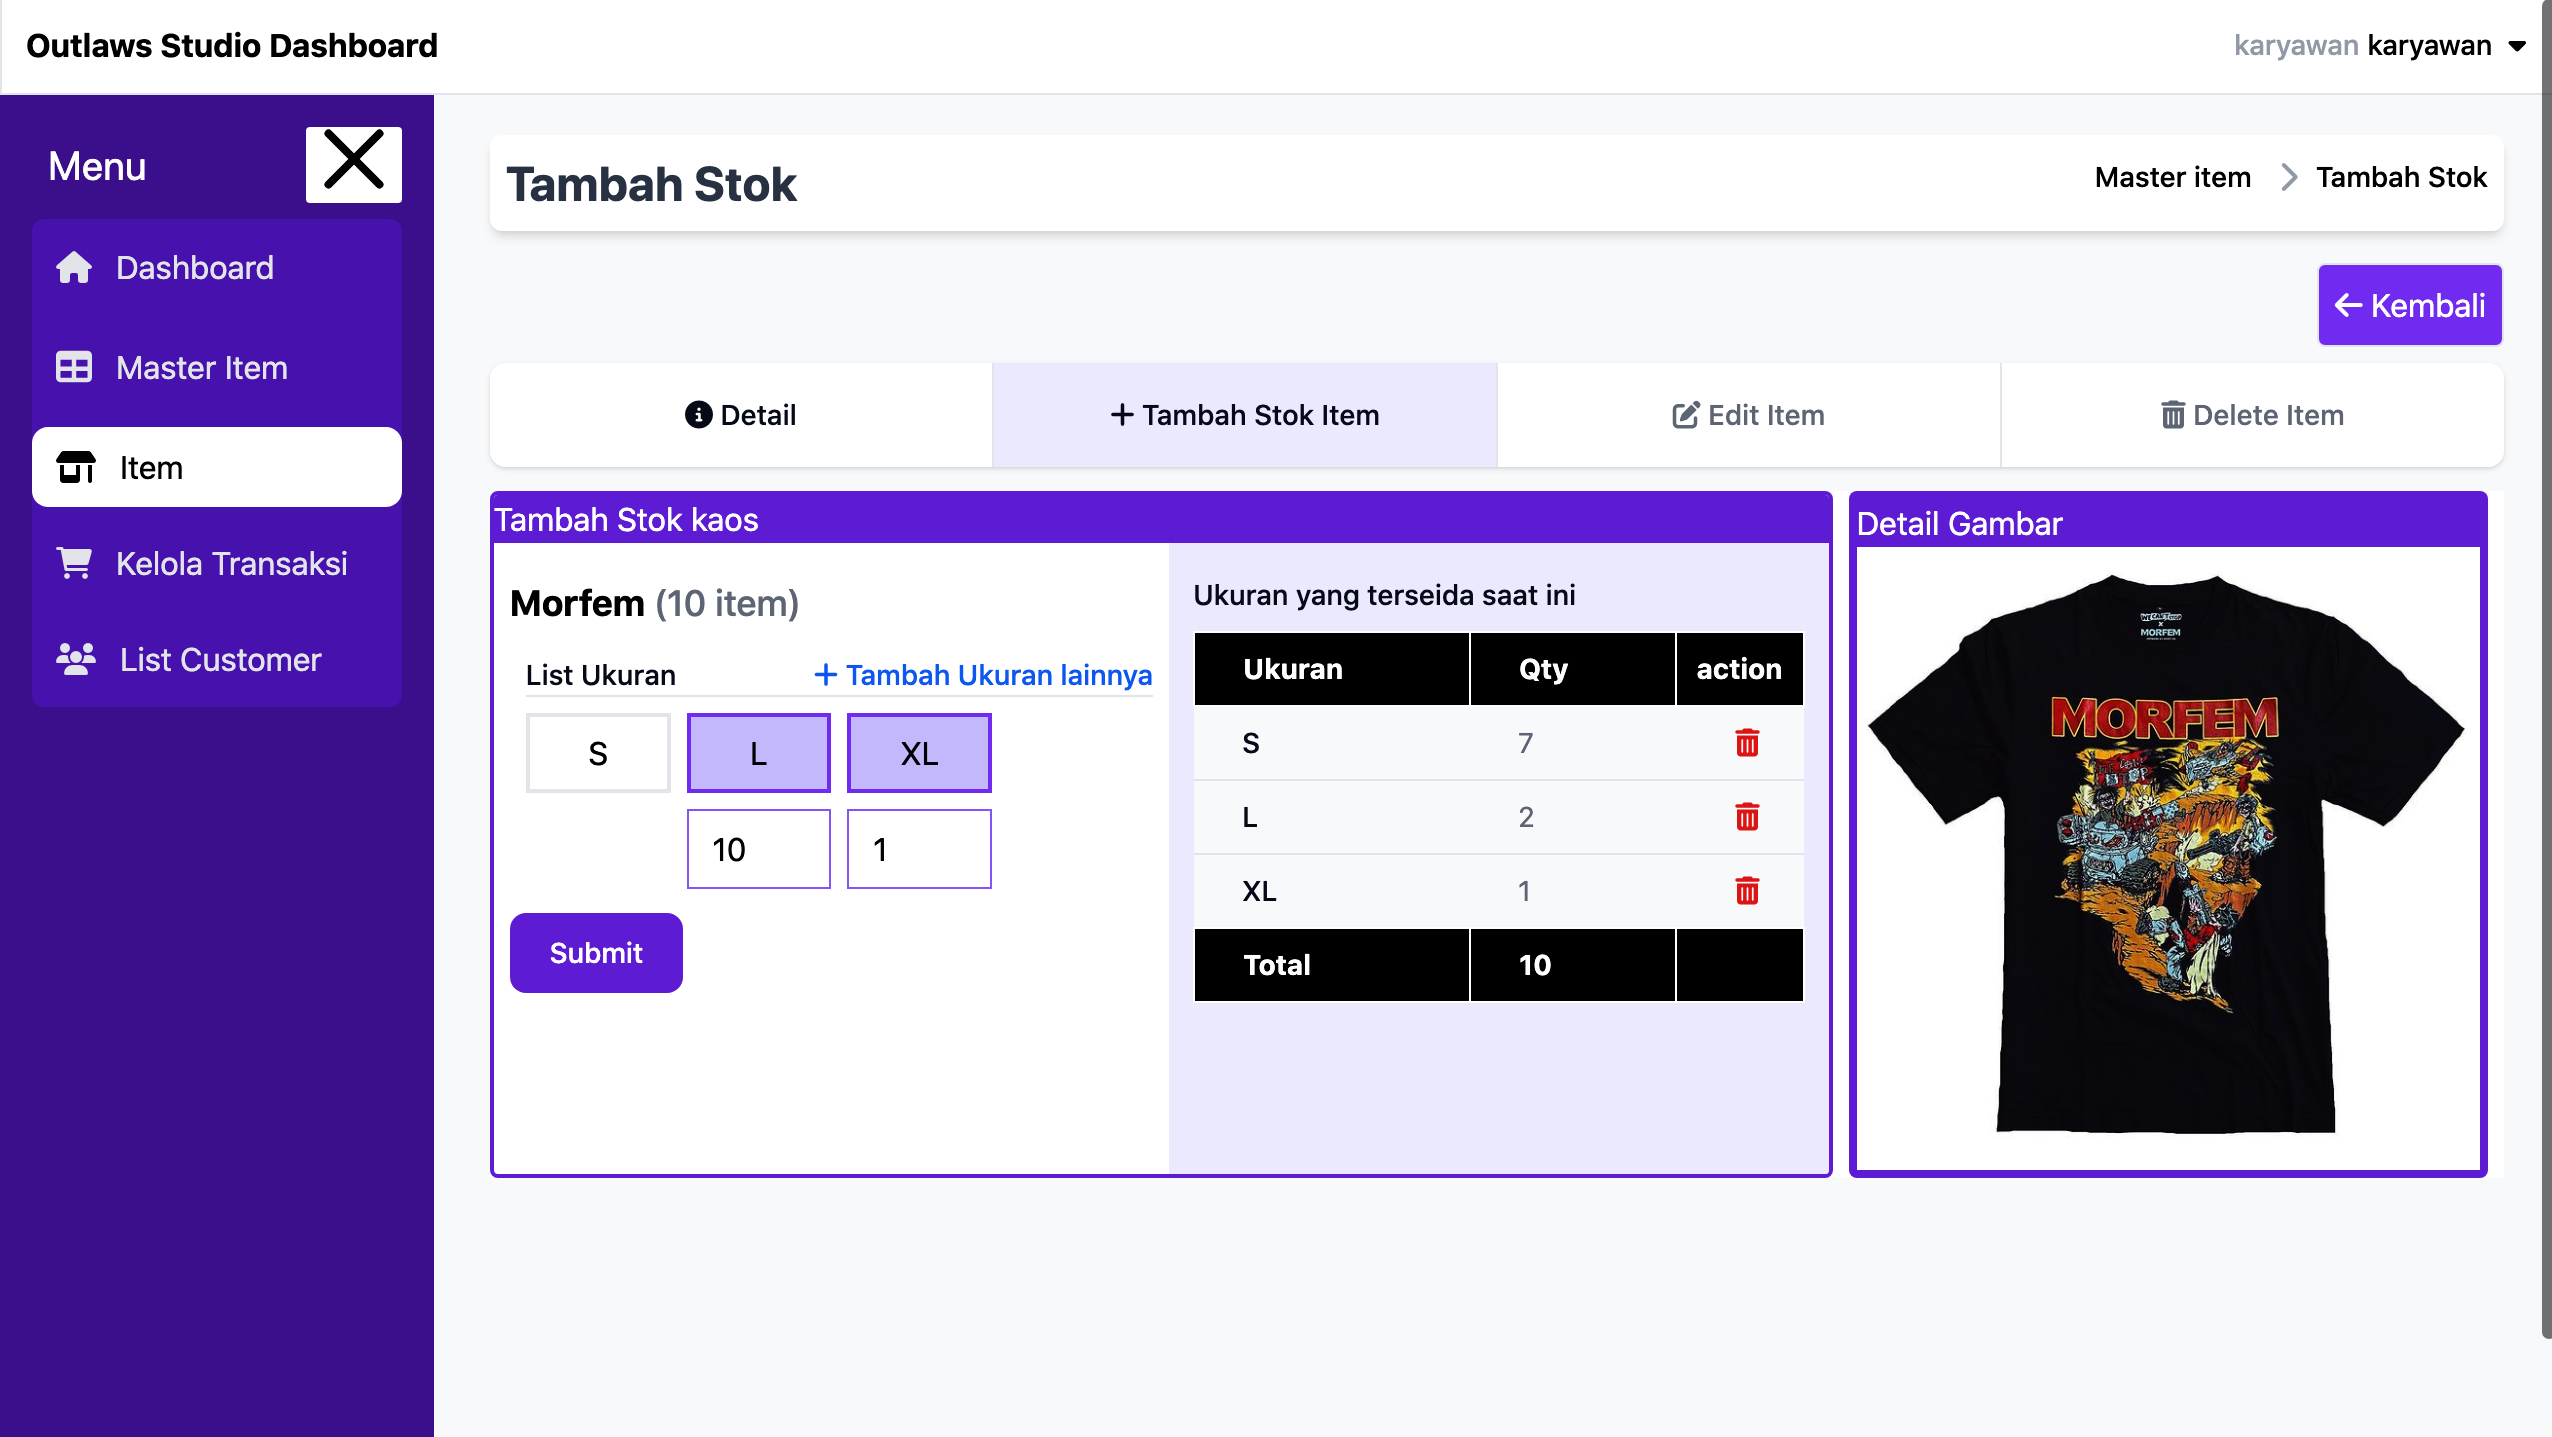 Outlaws Studio Dashboard
karyawan karyawan
Menu
Dashboard
Master Item
Item
Kelola Transaksi
List Customer
Tambah Stok
Master item > Tambah Stok
Kembali
Detail
Tambah Stok Item
Edit Item
Delete Item
Tambah Stok kaos
Morfem (10 item)
List Ukuran
+ Tambah Ukuran lainnya
S L XL
10 1
Submit
Ukuran yang terseida saat ini
Ukuran Qty action
S 7
L 2
XL 1
Total 10
Detail Gambar
MORFEM
MORFEM